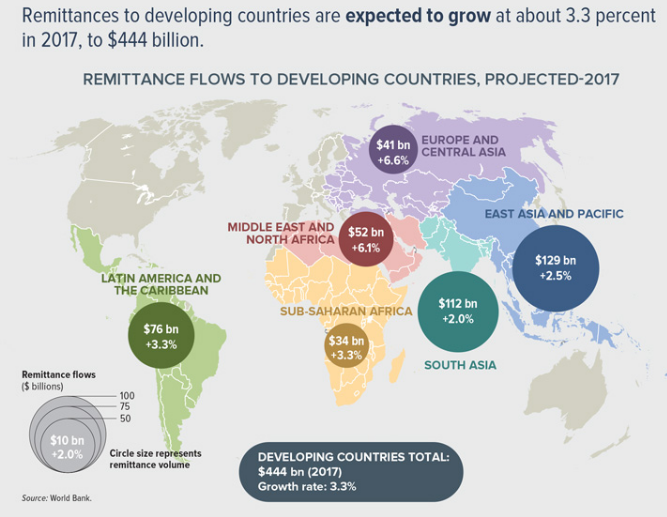 Remittances to developing countries are expected to grow at about 3.3 percent
in 2017, to $444 billion.
REMITTANCE FLOWS TO DEVELOPING COUNTRIES, PROJECTED-2017
$41 bn
+6.6%
EUROPE AND
CENTRAL ASIA
MIDDLE EAST AND
NORTH AFRICA
$52 bn
+6.1%
EAST ASIA AND PACIFIC
$129 bn
+2.5%
LATIN AMERICA AND
THE CARIBBEAN
$76 bn
+3.3%
SUB-SAHARAN AFRICA
$34 bn
+3.3%
$112 bn
+2.0%
SOUTH ASIA
Remittance flows
($ billions)
100
75
50
$10 bn
+2.0%
Circle size represents
remittance volume
DEVELOPING COUNTRIES TOTAL:
$444 bn (2017)
Growth rate: 3.3%
Source: World Bank.